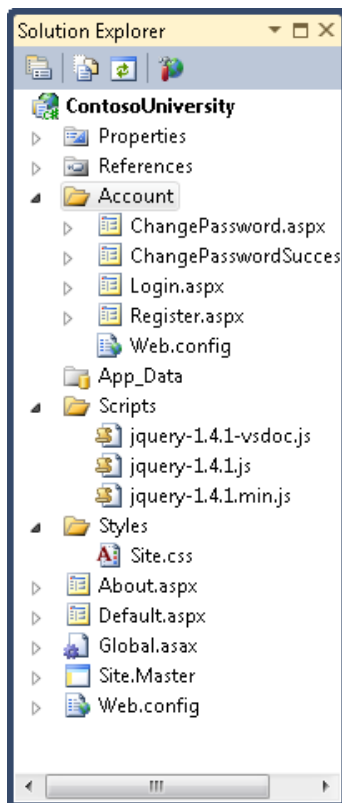 Solution Explorer
ContosoUniversity
Properties
References
Account
ChangePassword.aspx
ChangePasswordSucces
Login.aspx
Register.aspx
Web.config
App_Data
Scripts
jquery-1.4.1-vsdoc.js
jquery-1.4.1.js
jquery-1.4.1.min.js
Styles
Site.css
About.aspx
Default.aspx
Global.asax
Site.Master
Web.config